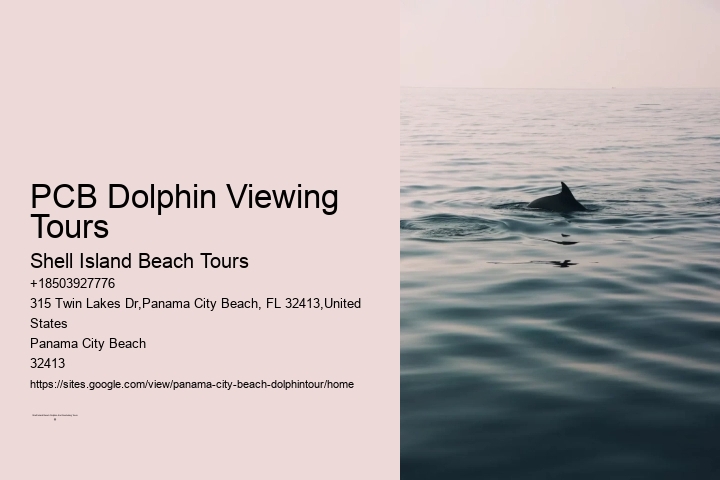 PCB Dolphin Viewing
Tours
Shell Island Beach Tours
+18503927776
315 Twin Lakes Dr,Panama City Beach, FL 32413,United
States
Panama City Beach
32413
https://sites.google.com/view/panama-city-beach-dolphintour/home